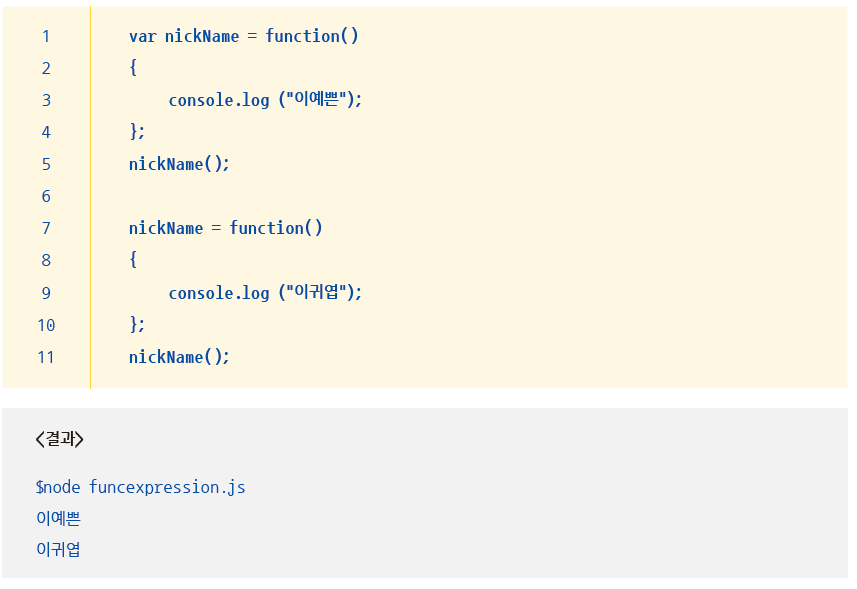 1 var nickName = function()
2 {
3 console.log ("이예쁜");
4 };
5 nickName();
6
7 nickName = function()
8 {
9 console.log ("이귀엽");
10 };
11 nickName();
<결과>
$node funcexpression.js
이예쁜
이귀엽